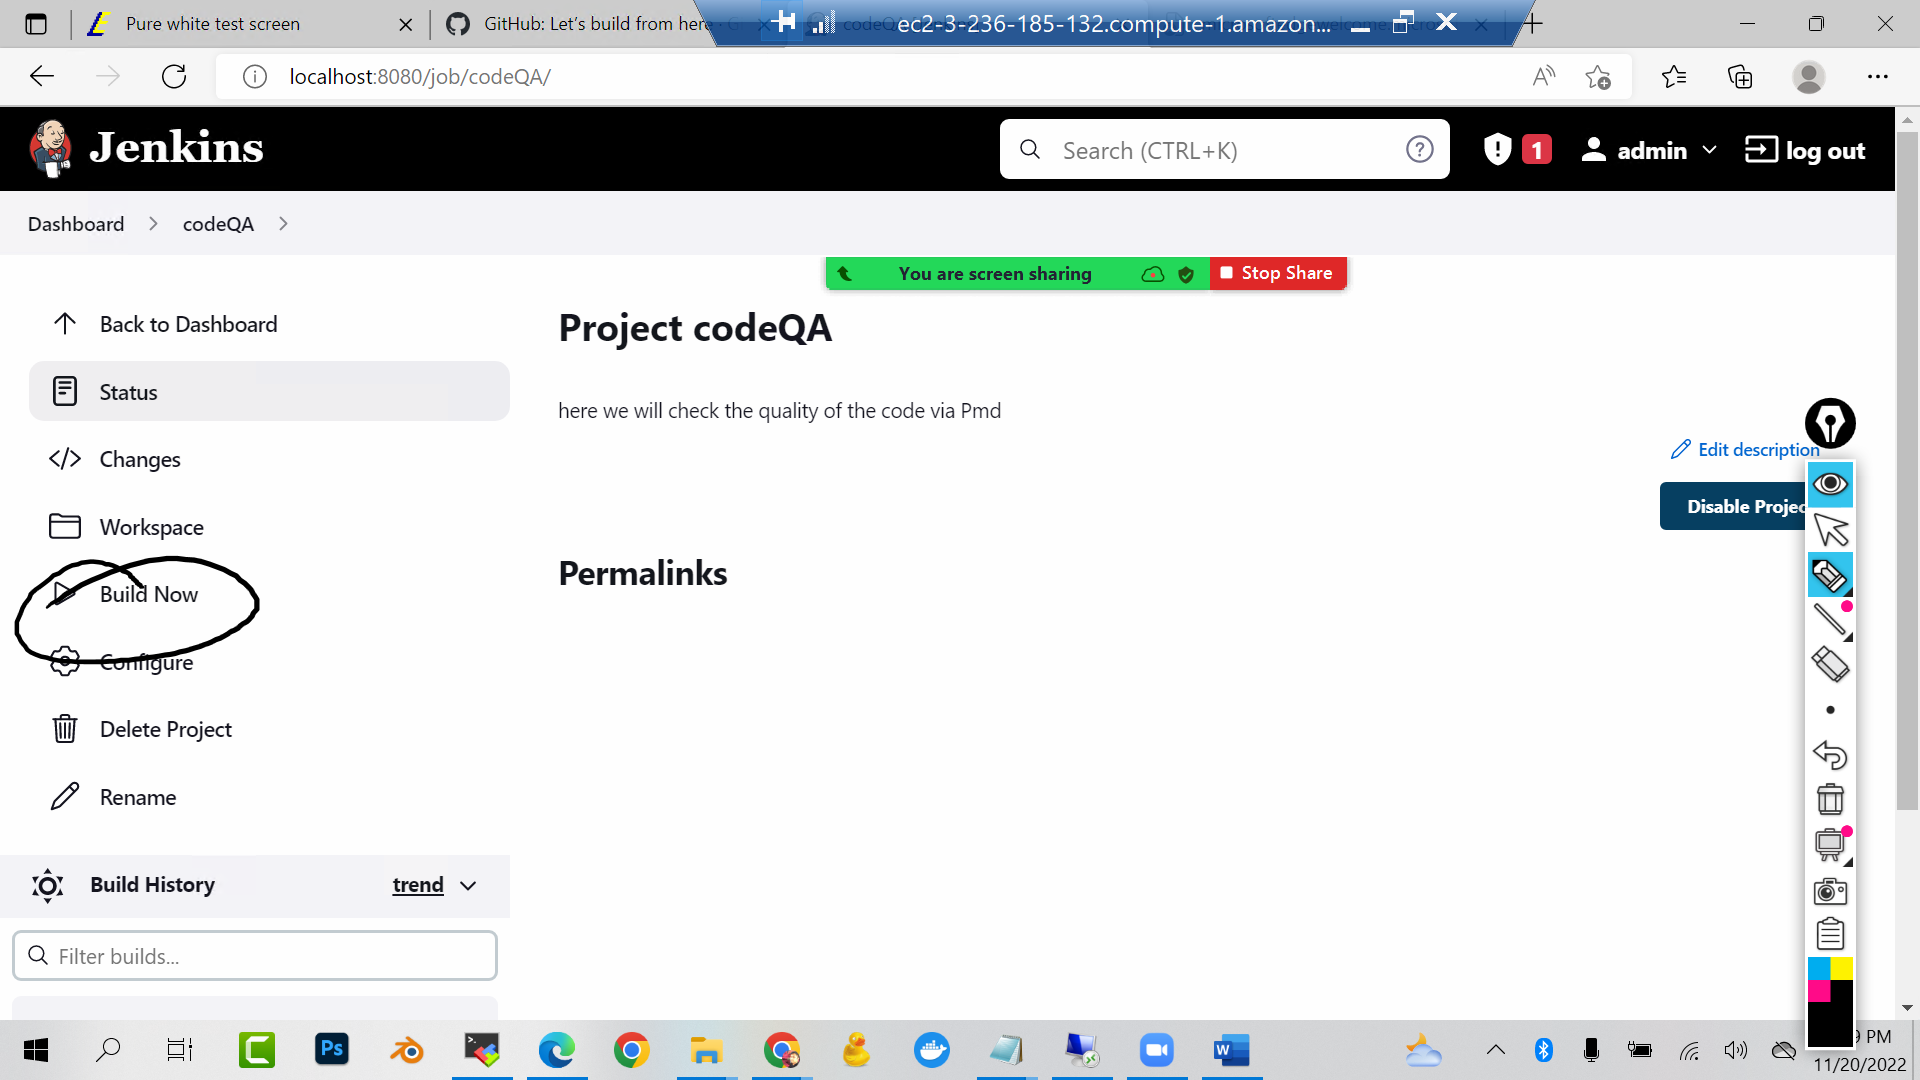 Pure white test screen
GitHub: Let's build from here
ec2-3-236-185-132.compute-1.amazon...
localhost:8080/job/codeQA/
Jenkins
Search (CTRL+K)
1
admin
log out
Dashboard
codeQA
You are screen sharing
Stop Share
Back to Dashboard
Project codeQA
Status
here we will check the quality of the code via Pmd
Changes
Edit description
Workspace
Disable Projec
Build Now
Permalinks
Configure
Delete Project
Rename
Build History
trend
Filter builds...
Ps
W
9 PM
11/20/2022